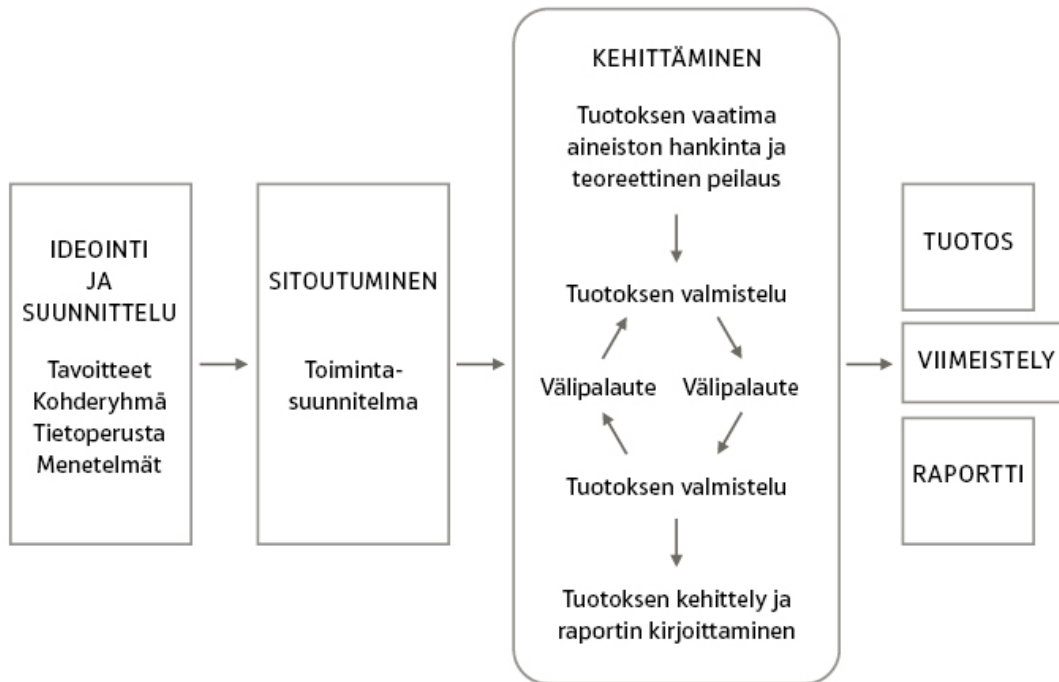 IDEOINTI
JA
SUUNNITTELU
Tavoitteet
Kohderyhmä
Tietoperusta
Menetelmät
SITOUTUMINEN
Toiminta-
suunnitelma
KEHITTÄMINEN
Tuotoksen vaatima
aineiston hankinta ja
teoreettinen peilaus
Tuotoksen valmistelu
Välipalaute
Välipalaute
Tuotoksen valmistelu
Tuotoksen kehittely ja
raportin kirjoittaminen
TUOTOS
VIIMEISTELY
RAPORTTI